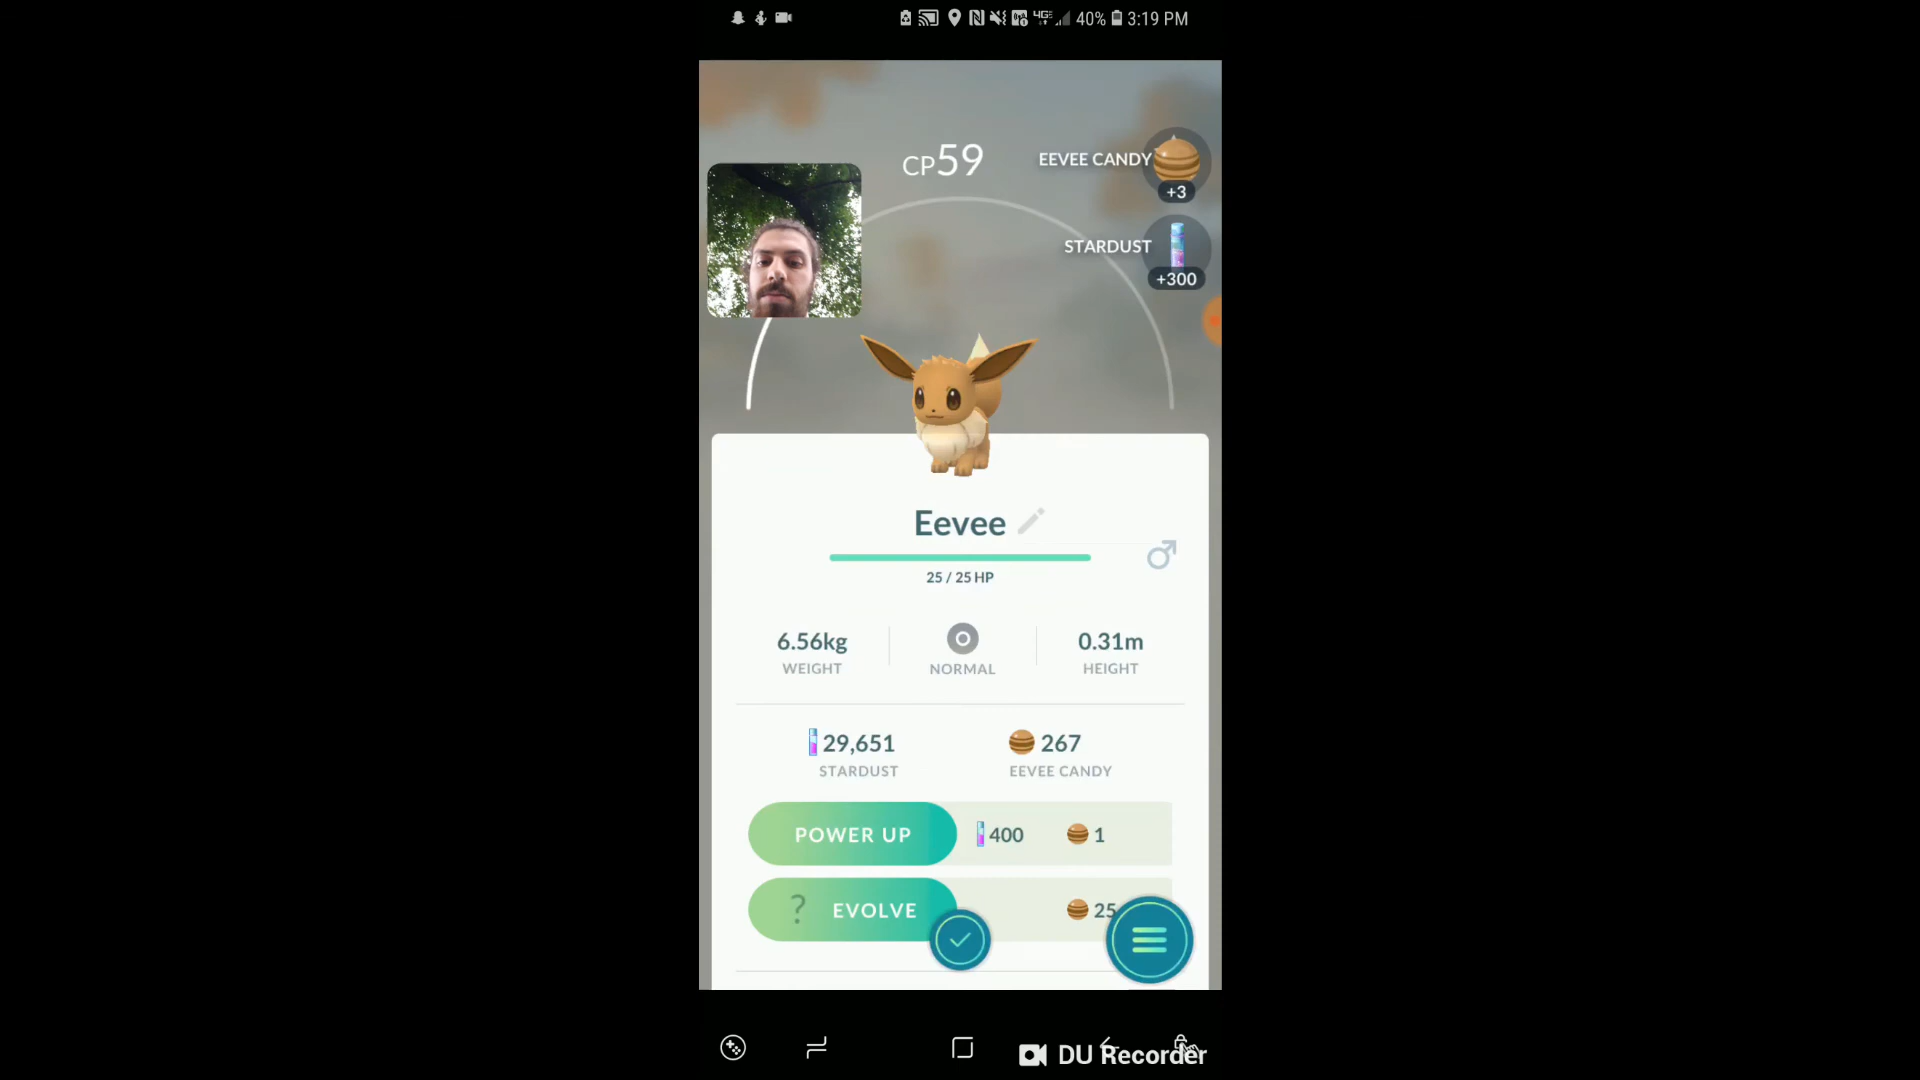 40% 3:19 PM
CP59
EEVEE CANDY
+3
STARDUST
+300
Eevee
25 / 25 HP
6.56kg
WEIGHT
NORMAL
0.31m
HEIGHT
29,651
STARDUST
267
EEVEE CANDY
POWER UP
400
1
? EVOLVE
25
DU Recorder